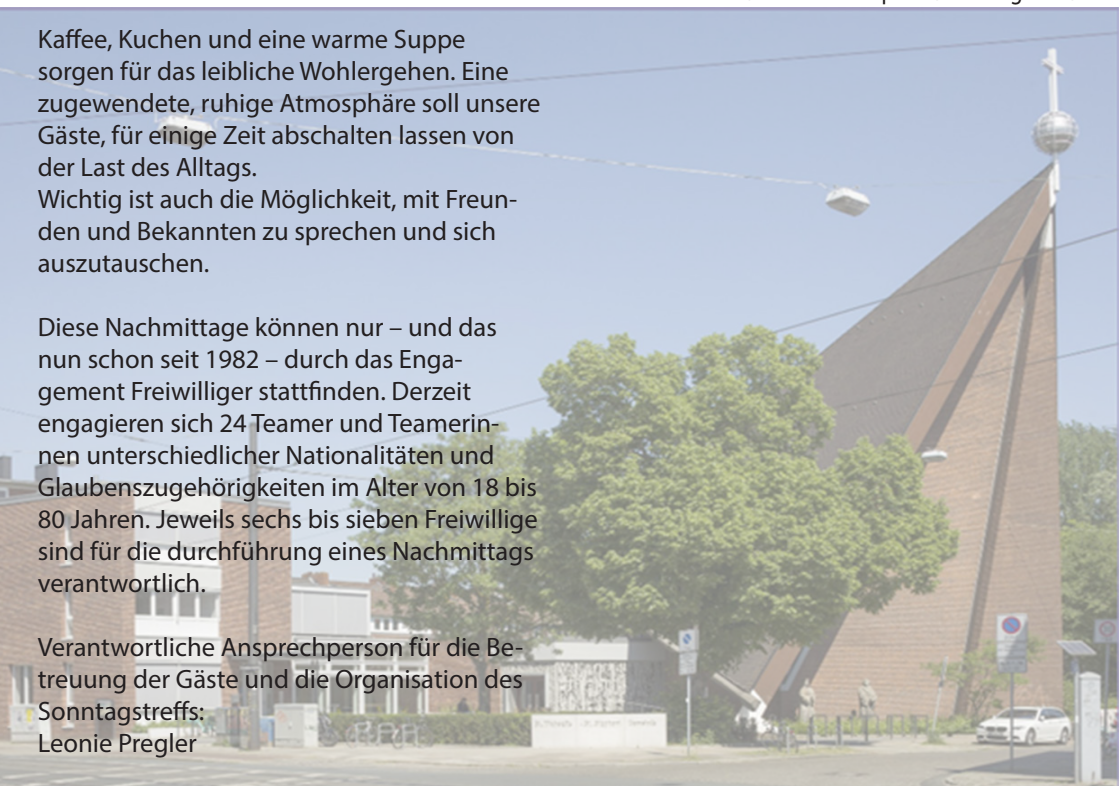 Kaffee, Kuchen und eine warme Suppe
sorgen für das leibliche Wohlergehen. Eine
zugewendete, ruhige Atmosphäre soll unsere
Gäste, für einige Zeit abschalten lassen von
der Last des Alltags.
Wichtig ist auch die Möglichkeit, mit Freun-
den und Bekannten zu sprechen und sich
auszutauschen.
Diese Nachmittage können nur – und das
nun schon seit 1982 – durch das Enga-
gement Freiwilliger stattfinden. Derzeit
engagieren sich 24 Teamer und Teamerin-
nen unterschiedlicher Nationalitäten und
Glaubenszugehörigkeiten im Alter von 18 bis
80 Jahren. Jeweils sechs bis sieben Freiwillige
sind für die durchführung eines Nachmittags
verantwortlich.
Verantwortliche Ansprechperson für die Be-
treuung der Gäste und die Organisation des
Sonntagstreffs:
Leonie Pregler